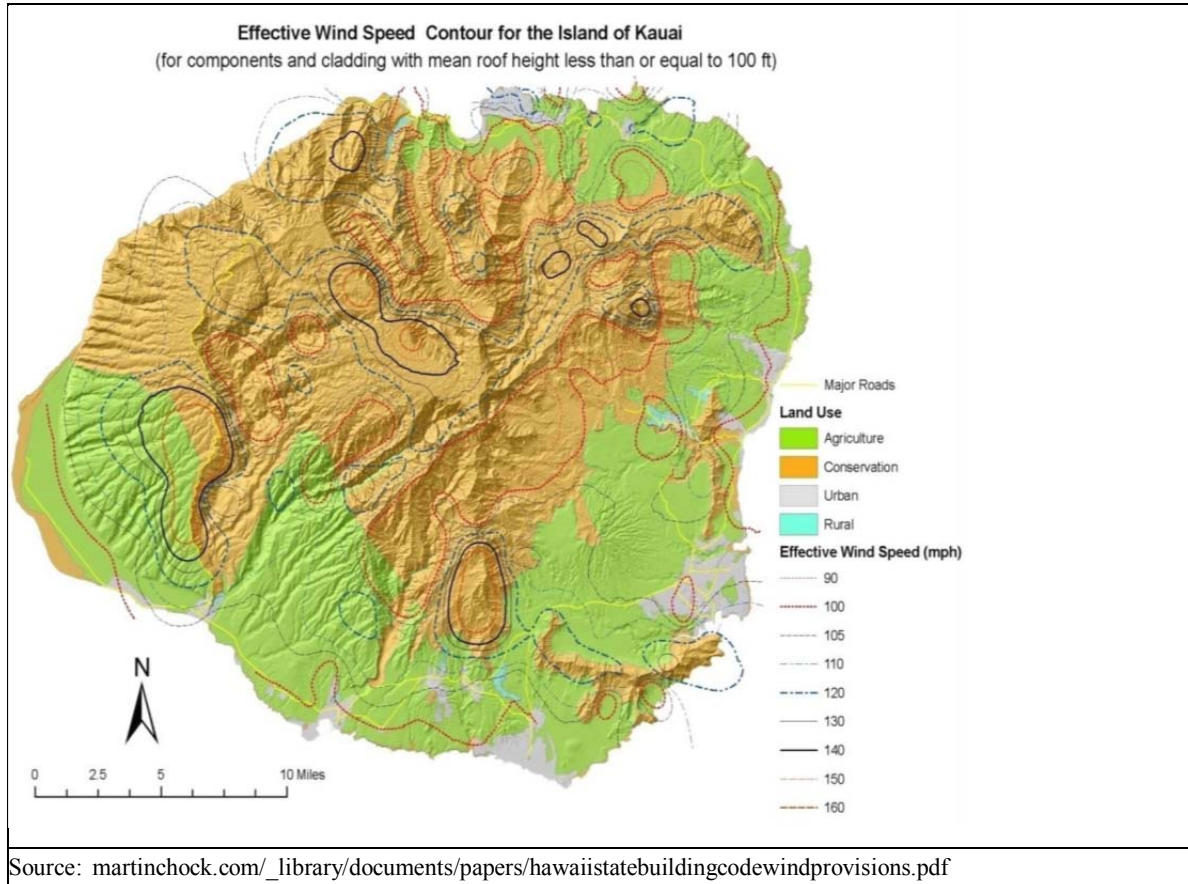 Effective Wind Speed Contour for the Island of Kauai
(for components and cladding with mean roof height less than or equal to 100 ft)
Major Roads
Land Use
Agriculture
Conservation
Urban
Rural
Effective Wind Speed (mph)
90
100
105
110
120
130
140
150
160
N
0 2.5 5 10 Miles
Source: martinchock.com/_library/documents/papers/hawaiistatebuildingcodewindprovisions.pdf